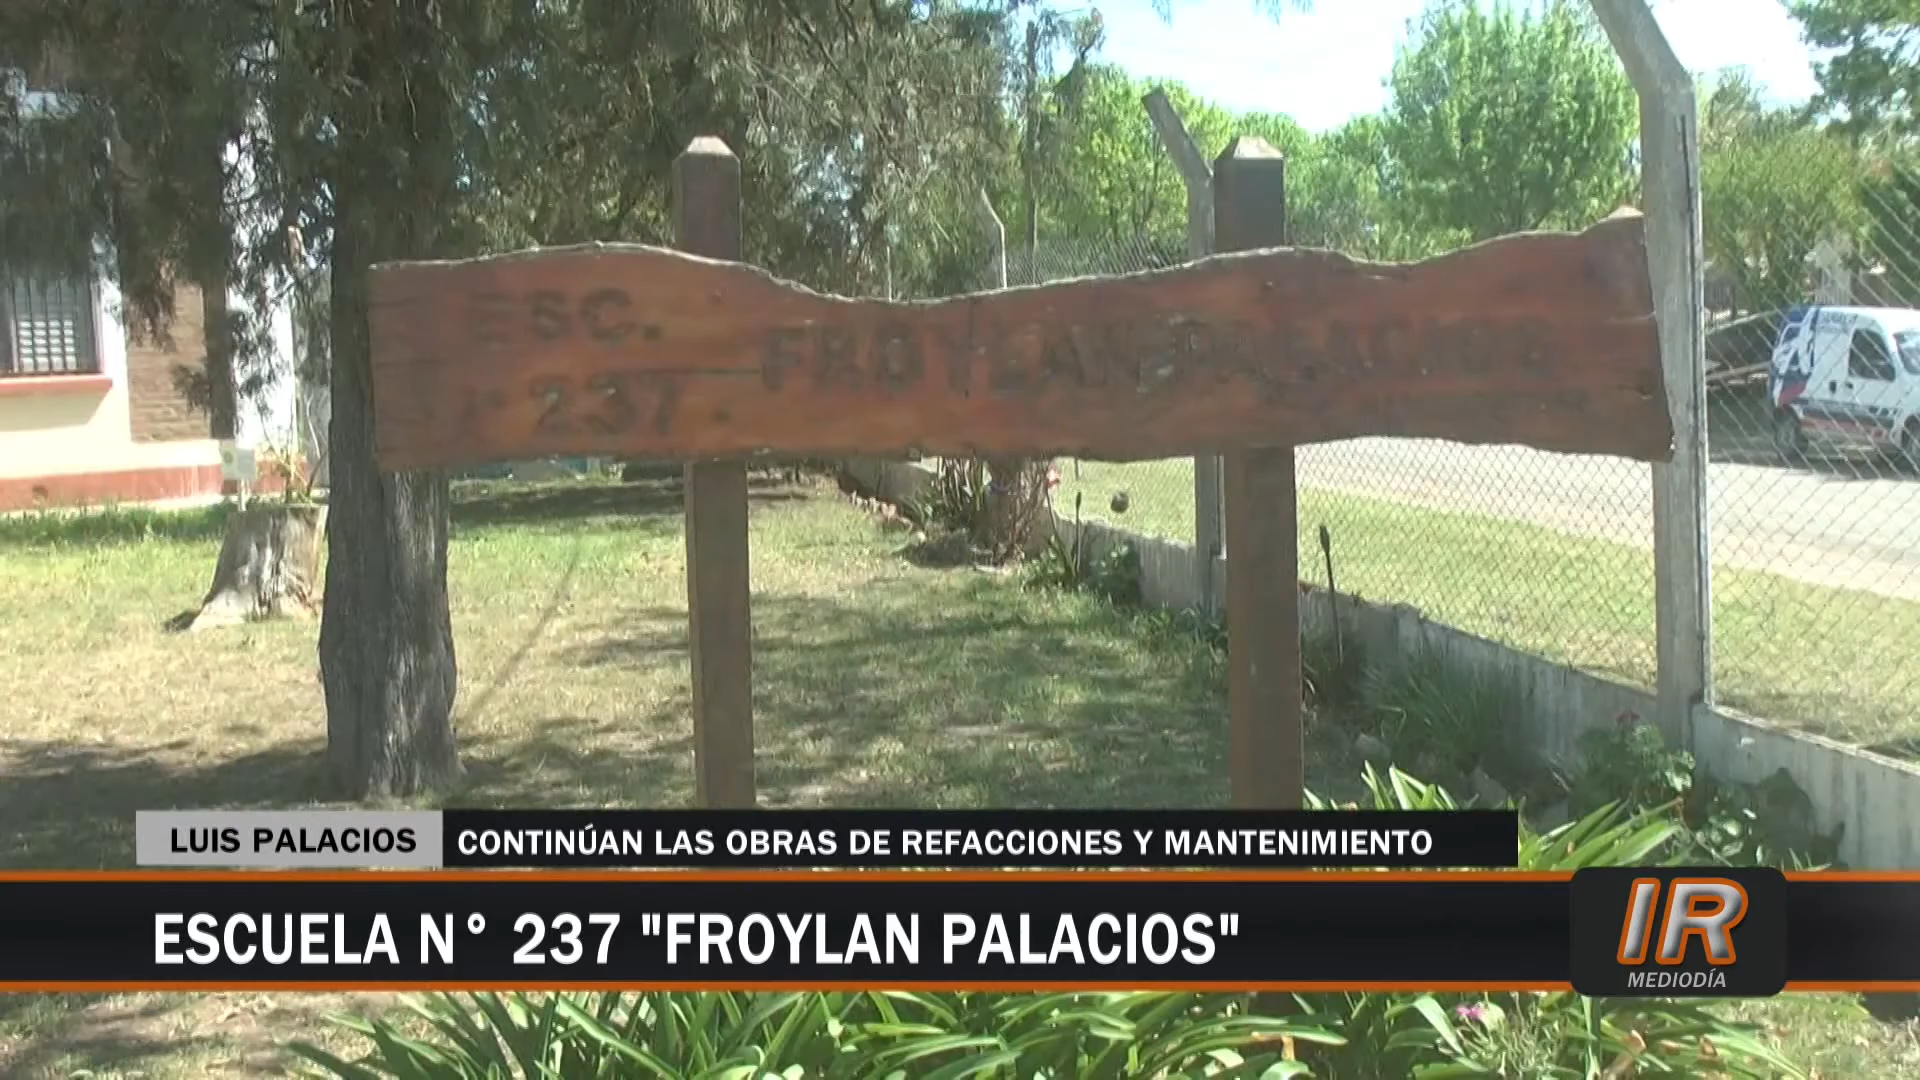 ESC.
N° 237
FROYLAN PALACIOS
LUIS PALACIOS
CONTINÚAN LAS OBRAS DE REFACCIONES Y MANTENIMIENTO
ESCUELA N° 237 "FROYLAN PALACIOS"
IR
MEDIODÍA